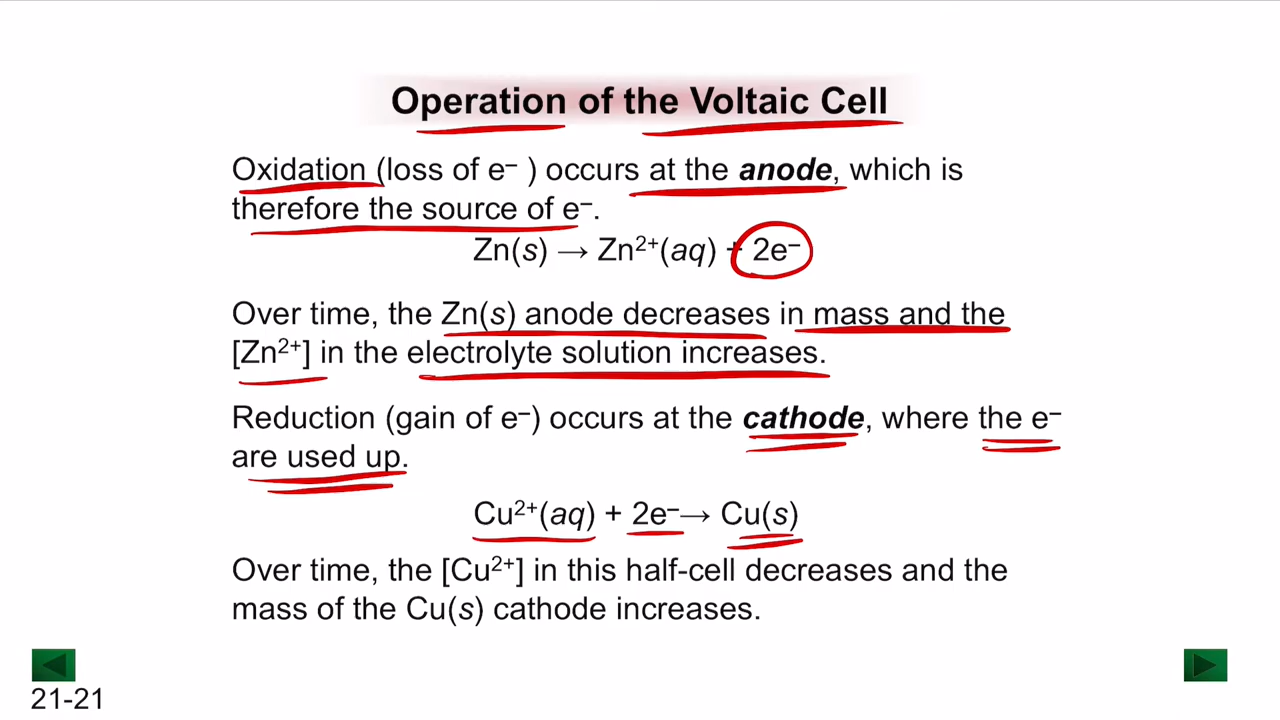 Operation of the Voltaic Cell
Oxidation (loss of e⁻ ) occurs at the anode, which is
therefore the source of e⁻.
Zn(s) → Zn²⁺(aq) + 2e⁻
Over time, the Zn(s) anode decreases in mass and the
[Zn²⁺] in the electrolyte solution increases.
Reduction (gain of e⁻) occurs at the cathode, where the e⁻
are used up.
Cu²⁺(aq) + 2e⁻→ Cu(s)
Over time, the [Cu²⁺] in this half-cell decreases and the
mass of the Cu(s) cathode increases.
21-21